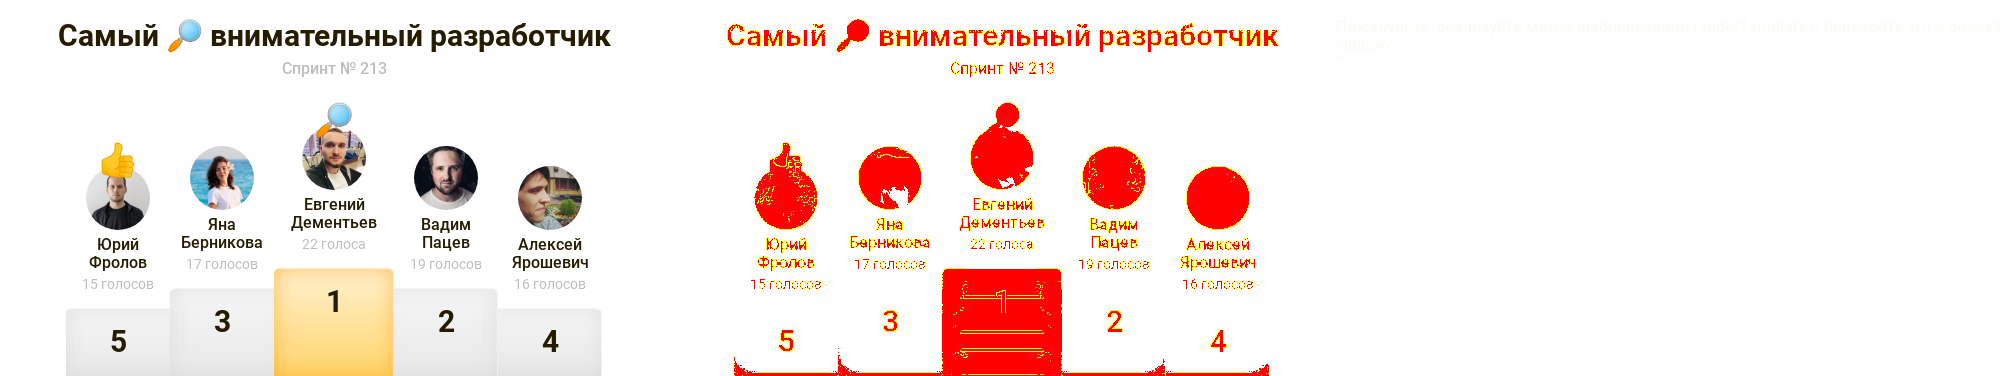 Самый внимательный разработчик
Спринт № 213
Юрий
Фролов
15 голосов
5
Яна
Берникова
17 голосов
3
Евгений
Дементьев
22 голоса
1
Вадим
Пацев
19 голосов
2
Алексей
Ярошевич
16 голосов
4
Самый внимательный разработчик
Спринт № 213
Юрий
Фролов
15 голосов
5
Яна
Берникова
17 голосов
3
Евгений
Дементьев
22 голоса
1
Вадим
Пацев
19 голосов
2
Алексей
Ярошевич
16 голосов
4